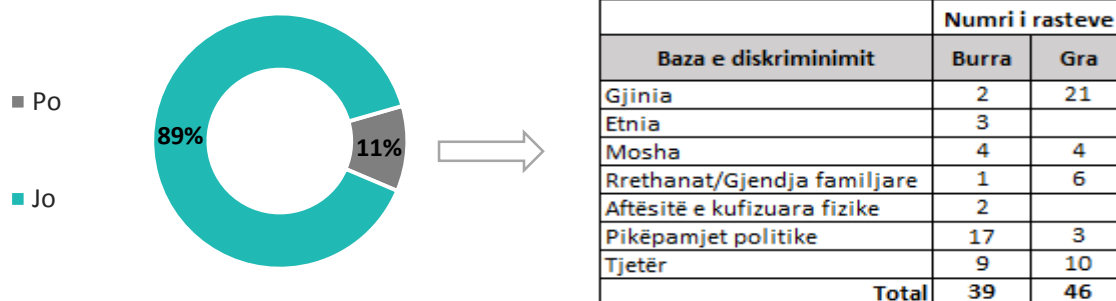 Po
Jo
89%
11%
Numri i rasteve
Baza e diskriminimit Burra Gra
Gjinia 2 21
Etnia 3
Mosha 4 4
Rrethanat/Gjendja familjare 1 6
Aftësitë e kufizuara fizike 2
Pikëpamjet politike 17 3
Tjetër 9 10
Total 39 46